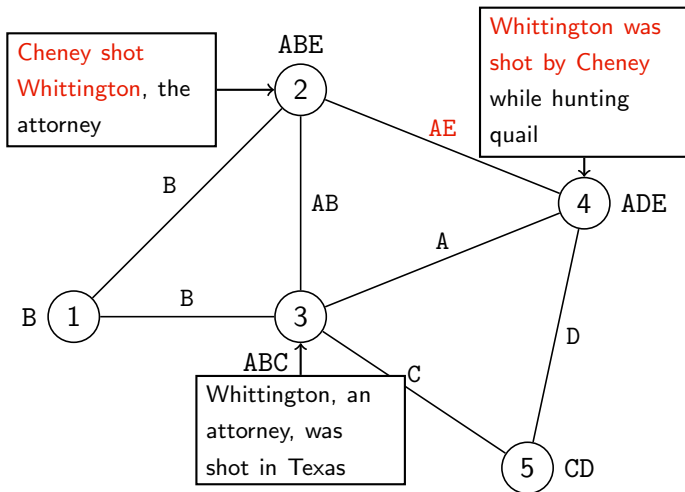 ABE
Cheney shot
Whittington, the
attorney
2
Whittington was
shot by Cheney
while hunting
quail
AE
B
AB
4
ADE
A
B
B
1
3
D
ABC
C
Whittington, an
attorney, was
shot in Texas
5
CD